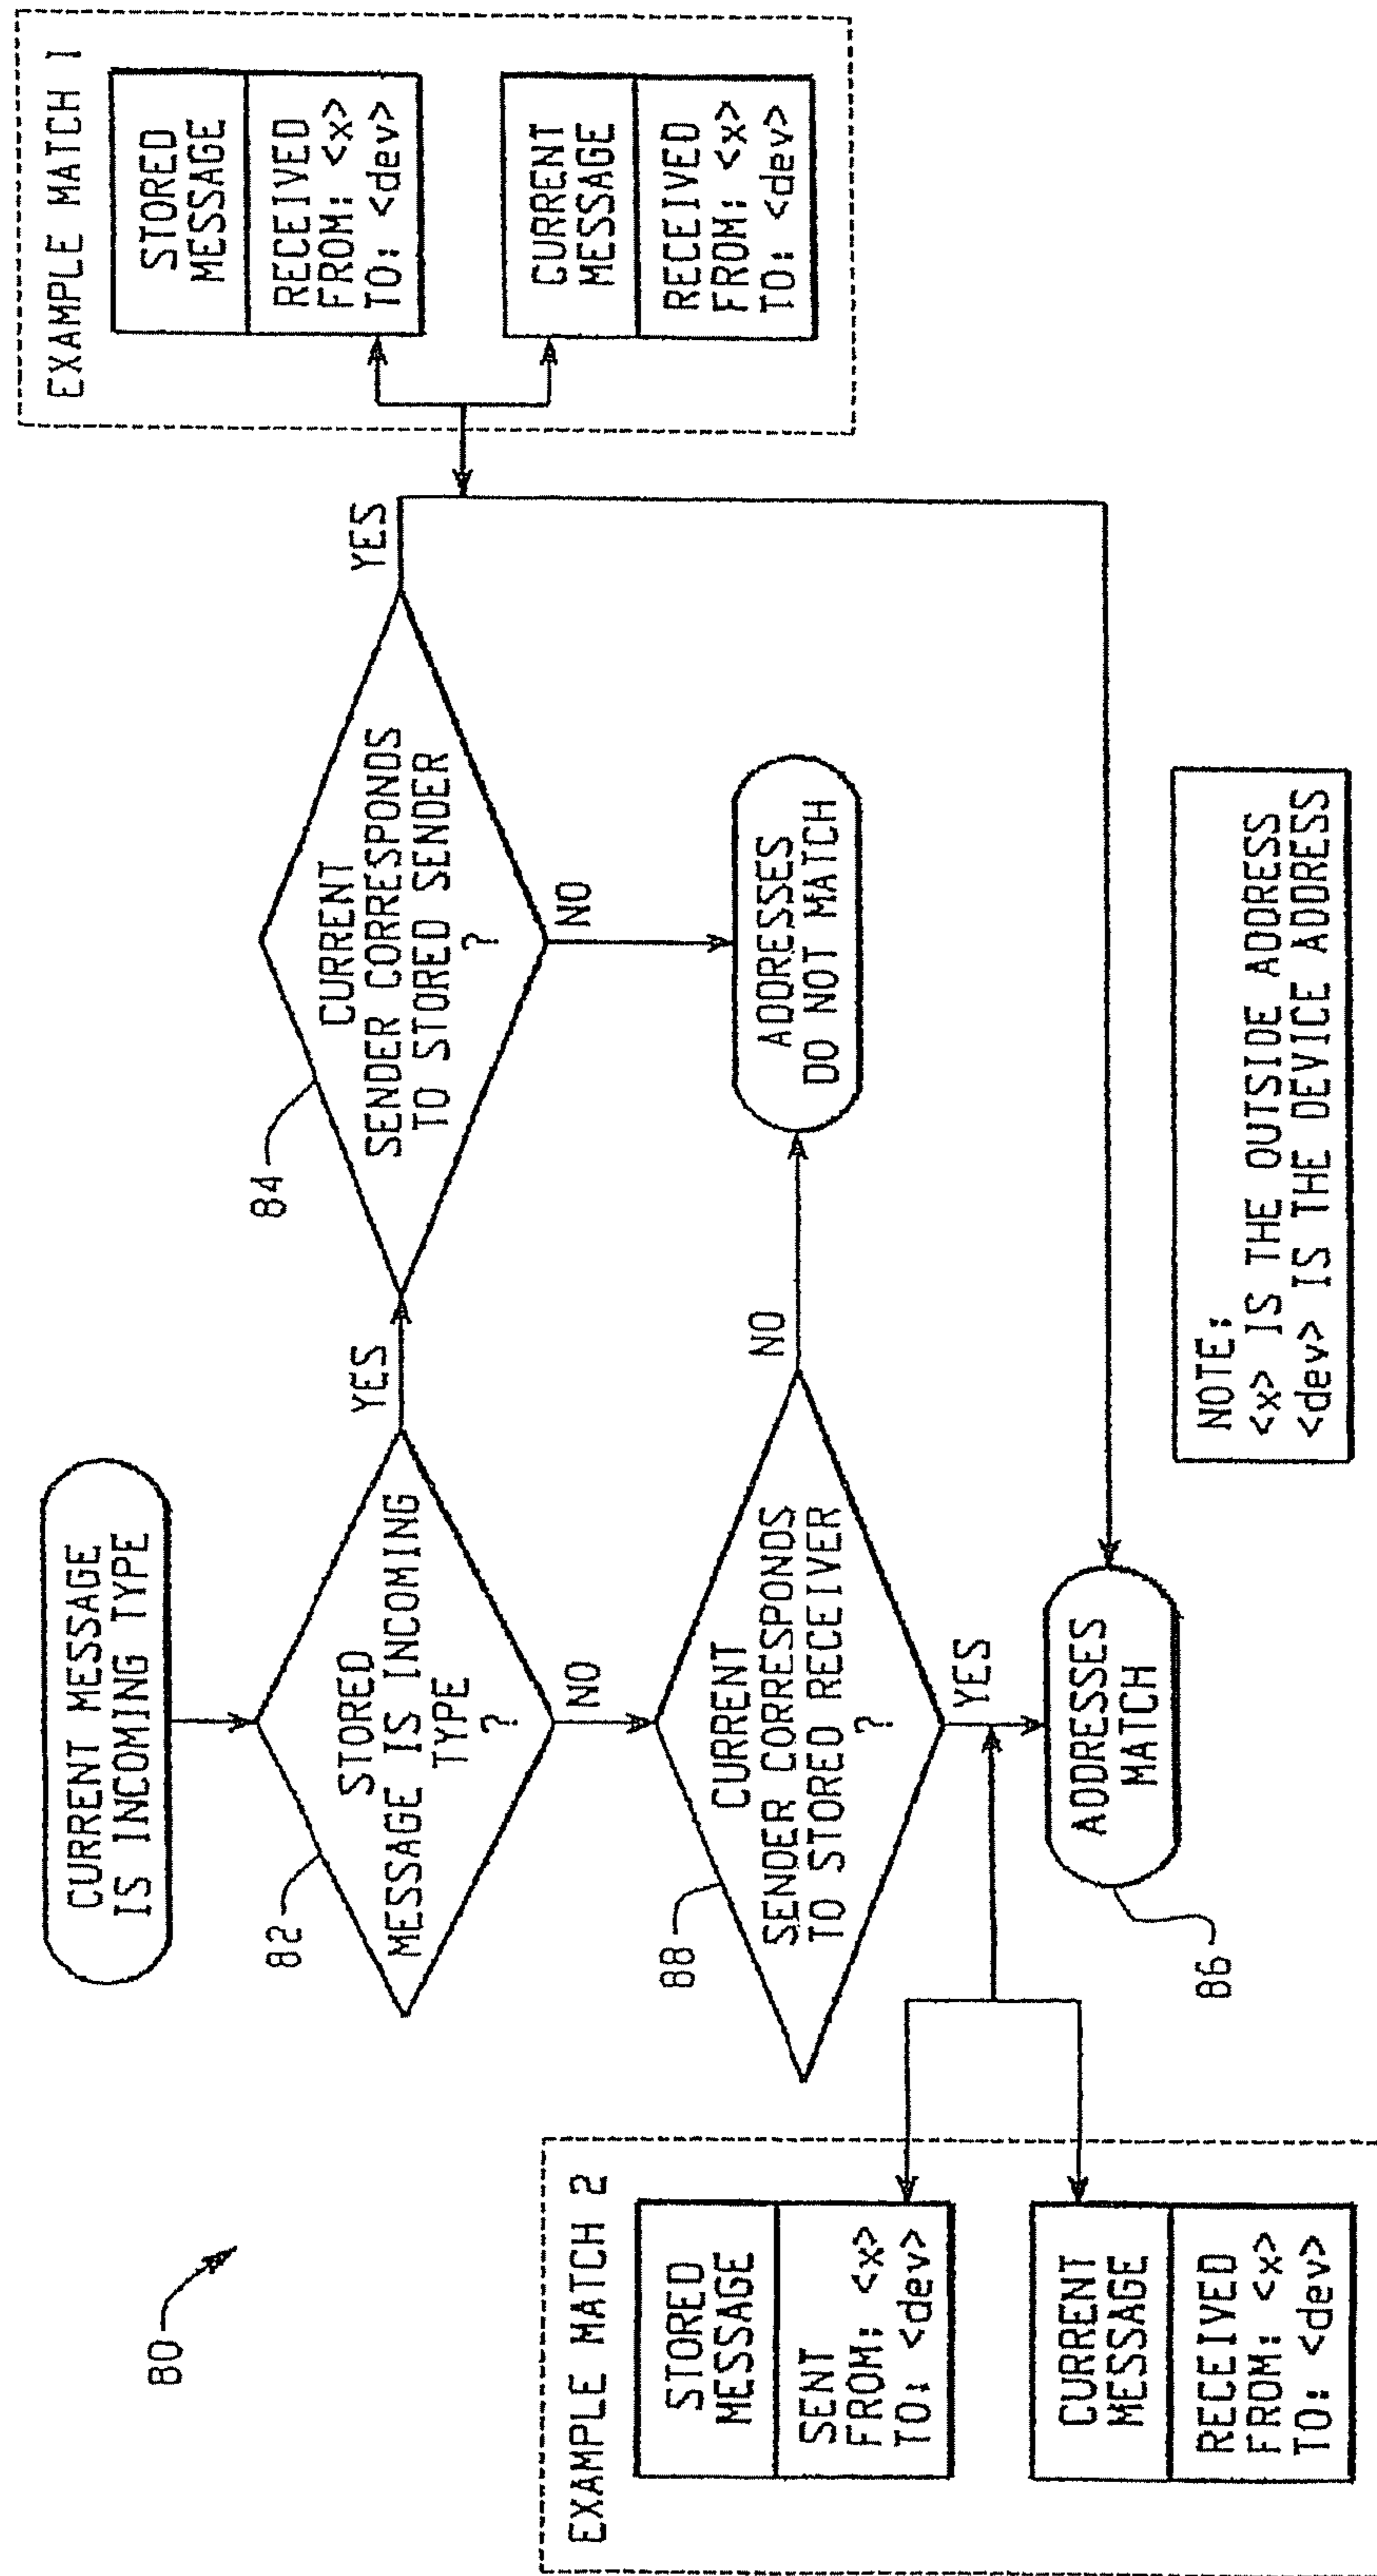 80
CURRENT MESSAGE
IS INCOMING TYPE
82
STORED
MESSAGE IS INCOMING
TYPE
?
YES
NO
84
CURRENT
SENDER CORRESPONDS
TO STORED SENDER
?
YES
NO
EXAMPLE MATCH 1
STORED
MESSAGE
RECEIVED
FROM: <x>
TO: <dev>
CURRENT
MESSAGE
RECEIVED
FROM: <x>
TO: <dev>
88
CURRENT
SENDER CORRESPONDS
TO STORED RECEIVER
?
NO
YES
ADDRESSES
DO NOT MATCH
EXAMPLE MATCH 2
STORED
MESSAGE
SENT
FROM: <x>
TO: <dev>
CURRENT
MESSAGE
RECEIVED
FROM: <x>
TO: <dev>
ADDRESSES
MATCH
86
NOTE:
<x> IS THE OUTSIDE ADDRESS
<dev> IS THE DEVICE ADDRESS